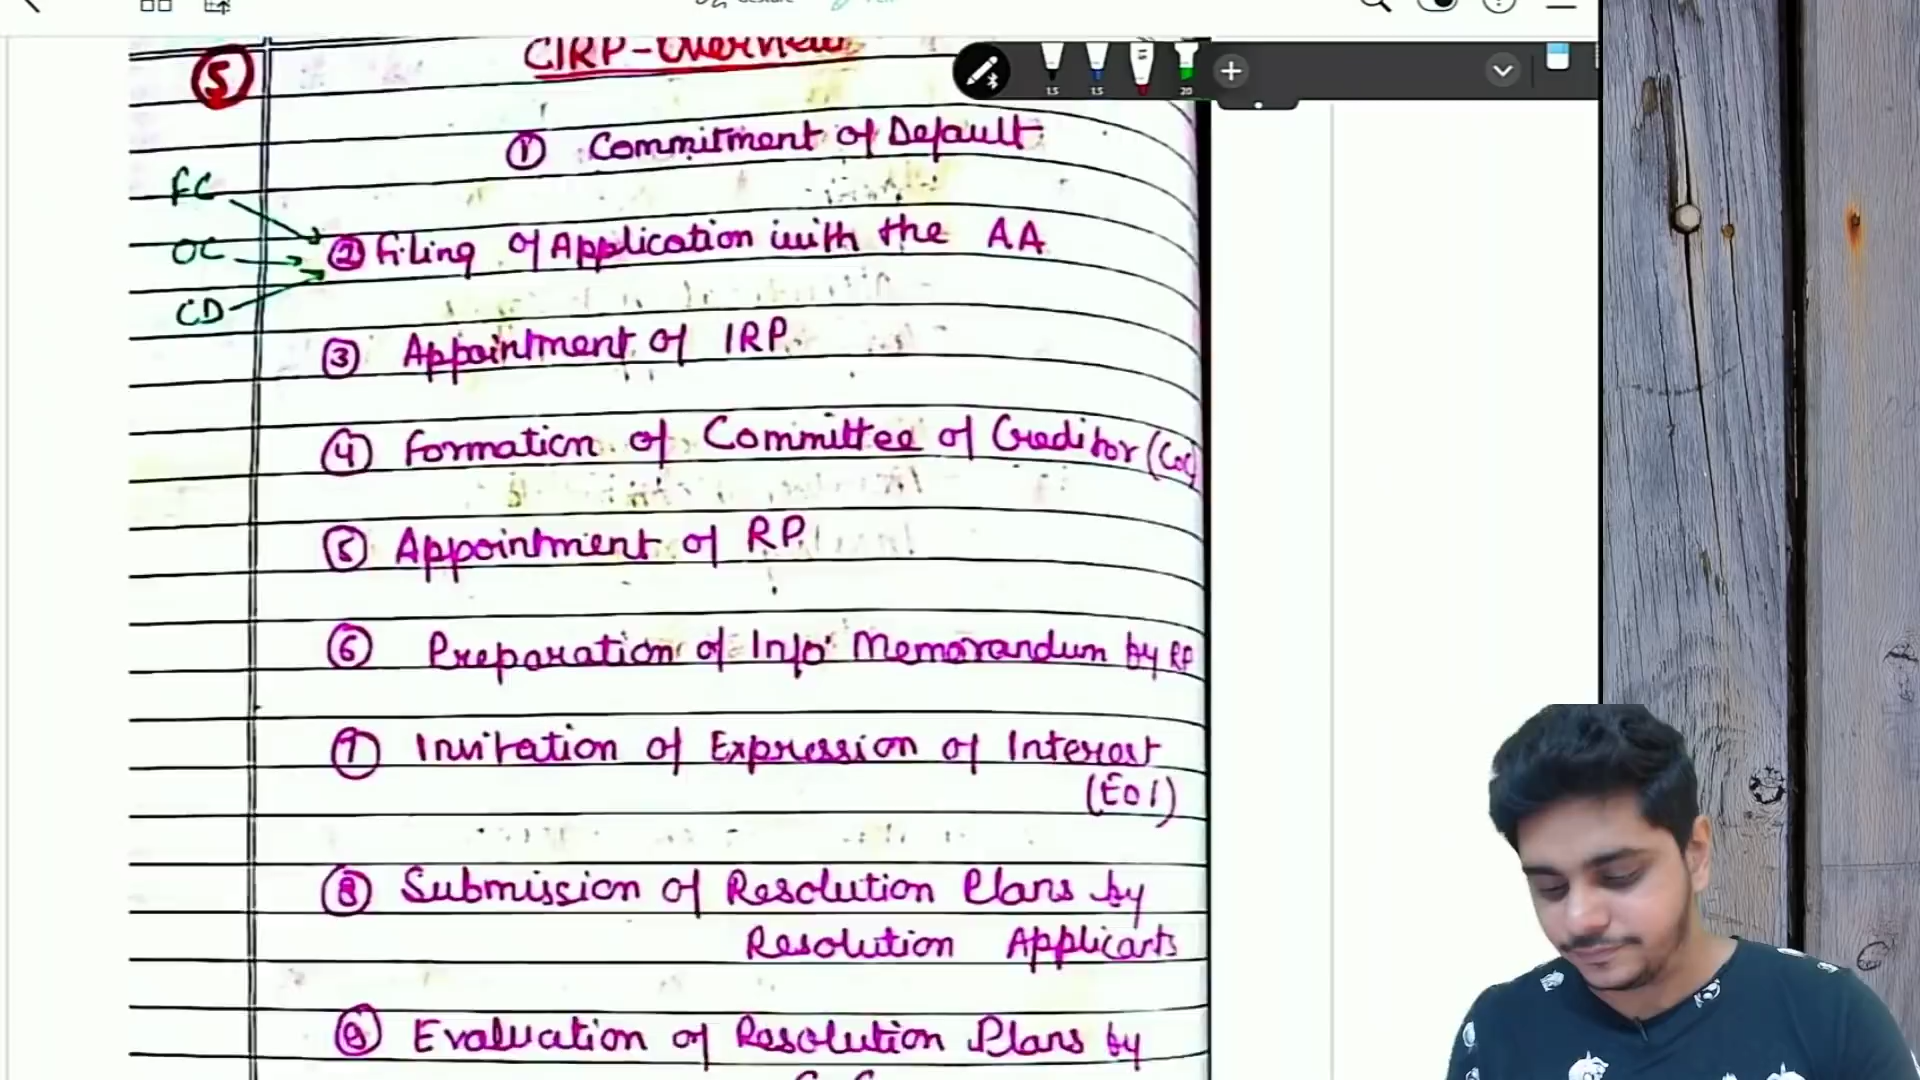 5
CIRP-Overview
1 Commitment of Default
FC
OC
CD
2 Filing of Application with the AA
3 Appointment of IRP
4 Formation of Committee of Creditor (CoC)
5 Appointment of RP
6 Preparation of Info Memorandum by RP
7 Invitation of Expression of Interest
(EOI)
8 Submission of Resolution Plans by
Resolution Applicants
9 Evaluation of Resolution Plans by
15
15
20